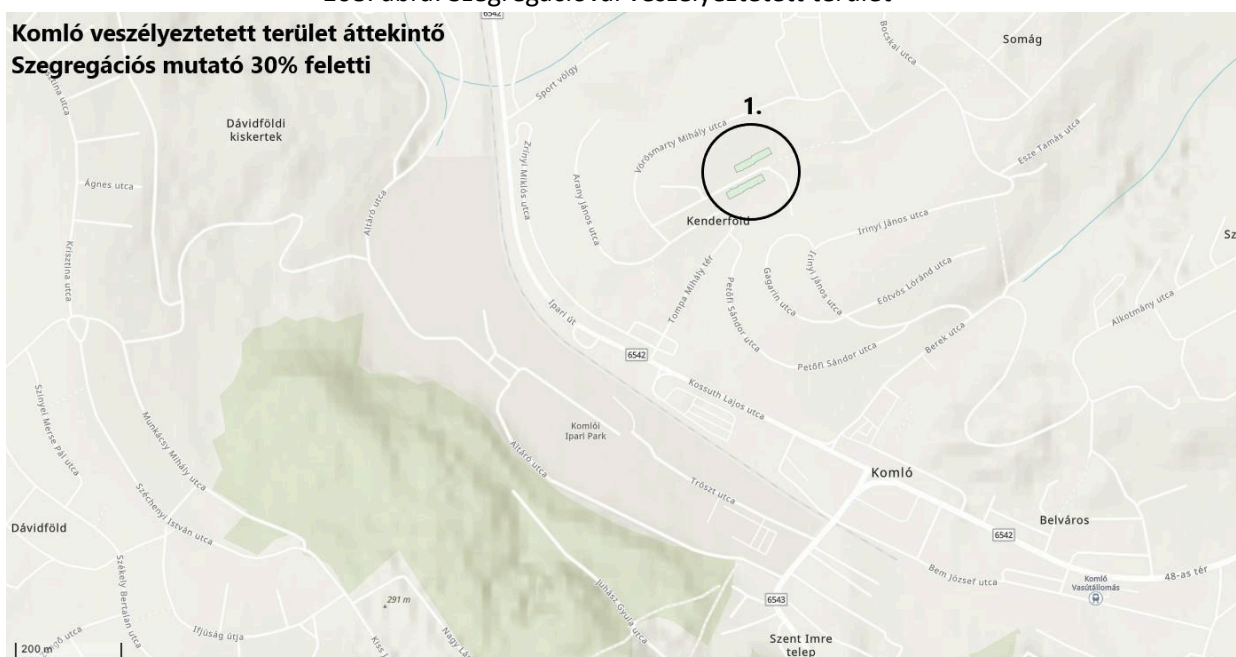 Komló veszélyeztetett terület áttekintő
Szegregációs mutató 30% feletti
6542
Somág
Bocskai utca
Sport völgy
Dávidföldi
kiskertek
1.
Vörösmarty Mihály utca
Esze Tamás utca
Zrínyi Miklós utca
Ágnes utca
Arany János utca
Altáró utca
Kenderföld
Irinyi János utca
Krisztina utca
Tompa Mihály tér
Petőfi Sándor utca
Gagarin utca
Irinyi János utca
Eötvös Loránd utca
Ipari út
Alkotmány utca
6542
Berek utca
Petőfi Sándor utca
Kossuth Lajos utca
Szinyei Merse Pál utca
Munkácsy Mihály utca
Komlói
Ipari Park
Altáró utca
Komló
Tröszt utca
Széchenyi István utca
Dávidföld
Belváros
6542
Bem József utca
Komló
Vasútállomás
48-as tér
Székely Bertalan utca
291 m
Juhász Gyula utca
6543
Ifjúság útja
Szent Imre
telep
200 m